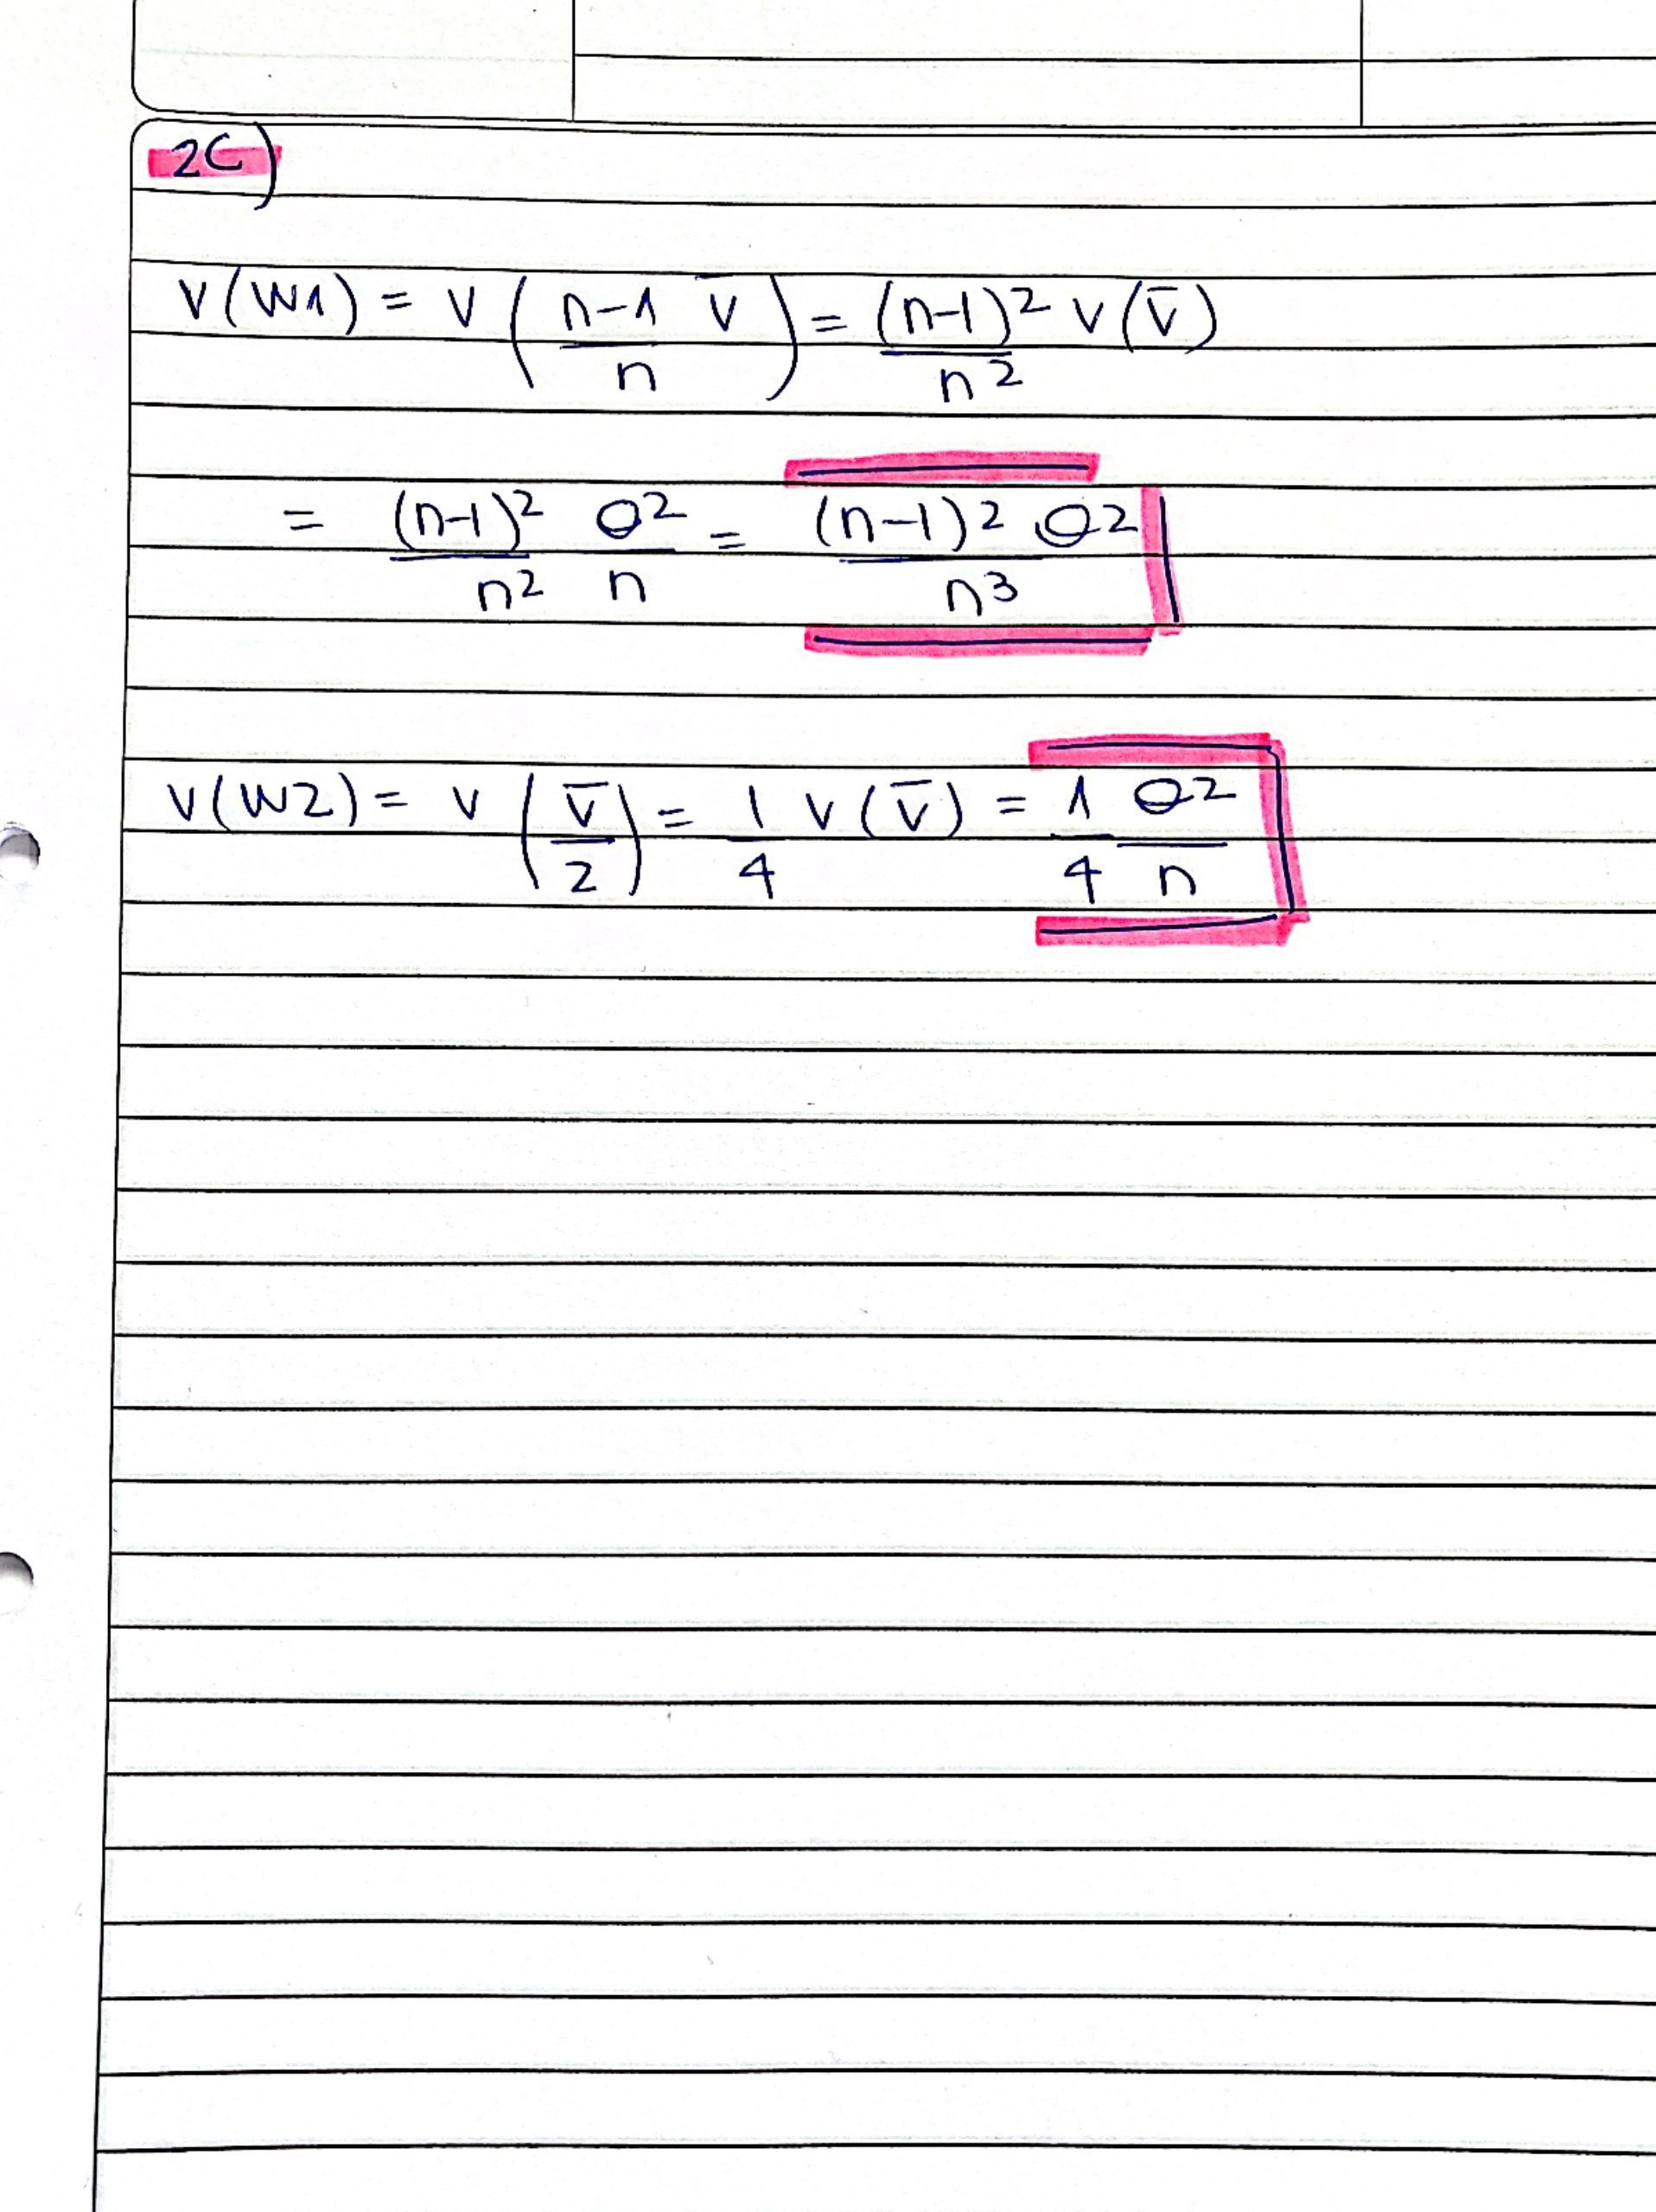 2C)
V(W1) = V ( n-1/n V̅ ) = (n-1)²/n² V(V̅)
= (n-1)²/n² Θ²/n = (n-1)² Θ²/n³
V(W2) = V ( V̅/2 ) = 1/4 V(V̅) = 1/4 Θ²/n